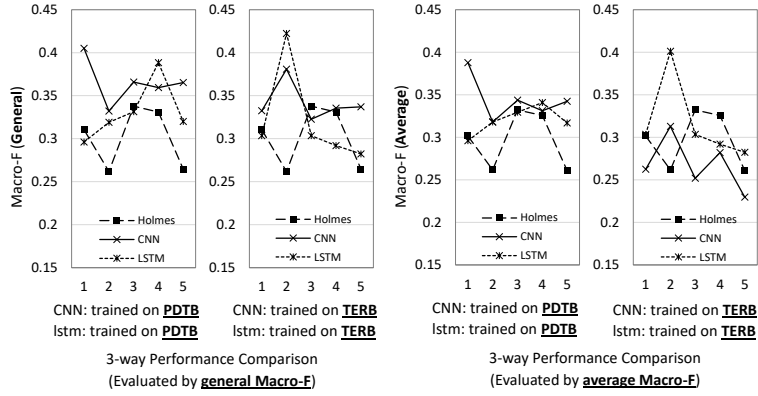 Macro-F (General)
0.45
0.4
0.35
0.3
0.25
0.2
0.15
Holmes
CNN
LSTM
1 2 3 4 5
CNN: trained on PDTB
lstm: trained on PDTB
0.45
0.4
0.35
0.3
0.25
0.2
0.15
Holmes
CNN
LSTM
1 2 3 4 5
CNN: trained on TERB
lstm: trained on TERB
3-way Performance Comparison
(Evaluated by general Macro-F)
Macro-F (Average)
0.45
0.4
0.35
0.3
0.25
0.2
0.15
Holmes
CNN
LSTM
1 2 3 4 5
CNN: trained on PDTB
lstm: trained on PDTB
0.45
0.4
0.35
0.3
0.25
0.2
0.15
Holmes
CNN
LSTM
1 2 3 4 5
CNN: trained on TERB
lstm: trained on TERB
3-way Performance Comparison
(Evaluated by average Macro-F)